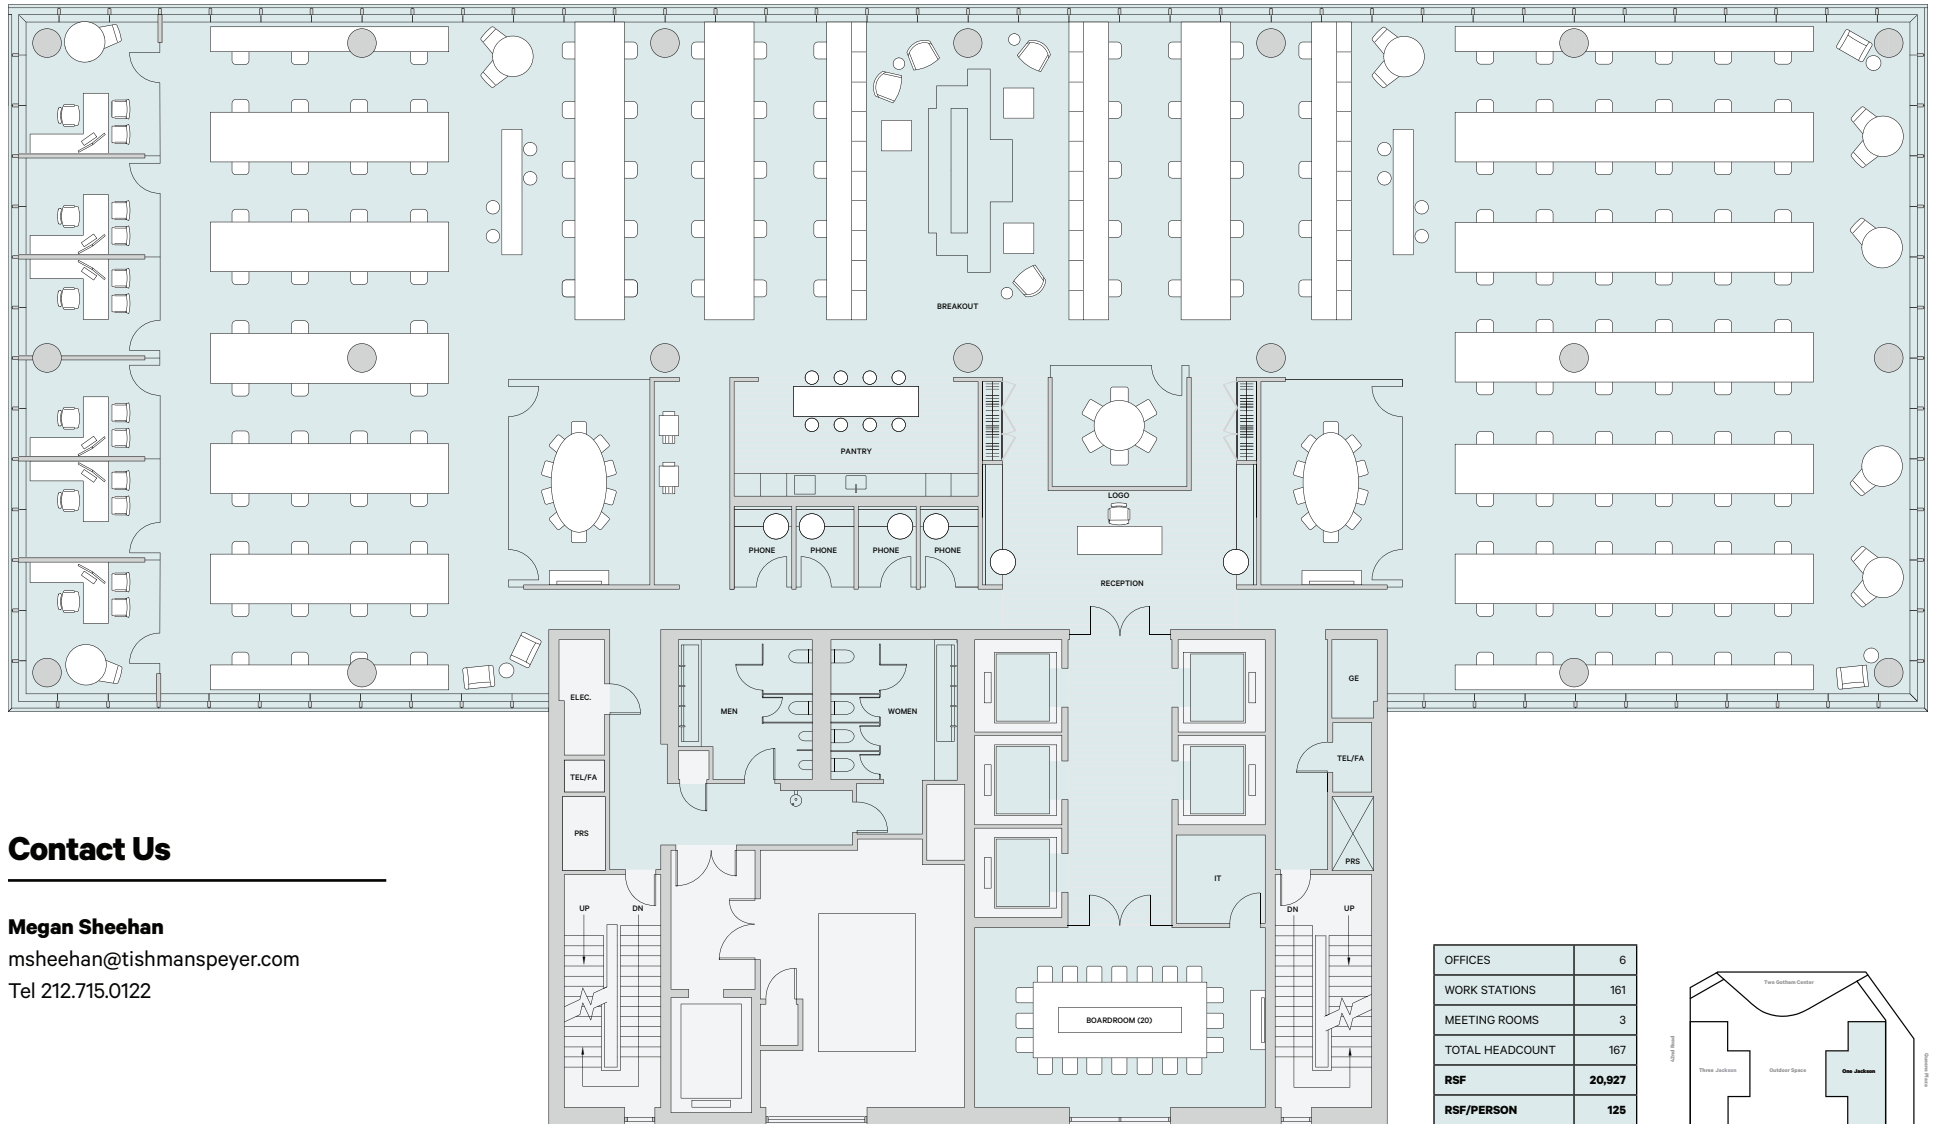 BREAKOUT
PANTRY
LOGO
PHONE
PHONE
PHONE
PHONE
RECEPTION
ELEC.
MEN
WOMEN
GE
TEL/FA
TEL/FA
PRS
PRS
IT
UP
DN
DN
UP
BOARDROOM (20)
Contact Us
Megan Sheehan
msheehan@tishmanspeyer.com
Tel 212.715.0122
OFFICES 6
WORK STATIONS 161
MEETING ROOMS 3
TOTAL HEADCOUNT 167
RSF 20,927
RSF/PERSON 125
Two Gotham Center
Three Jackson
Outdoor Space
One Jackson
Queens Plaza